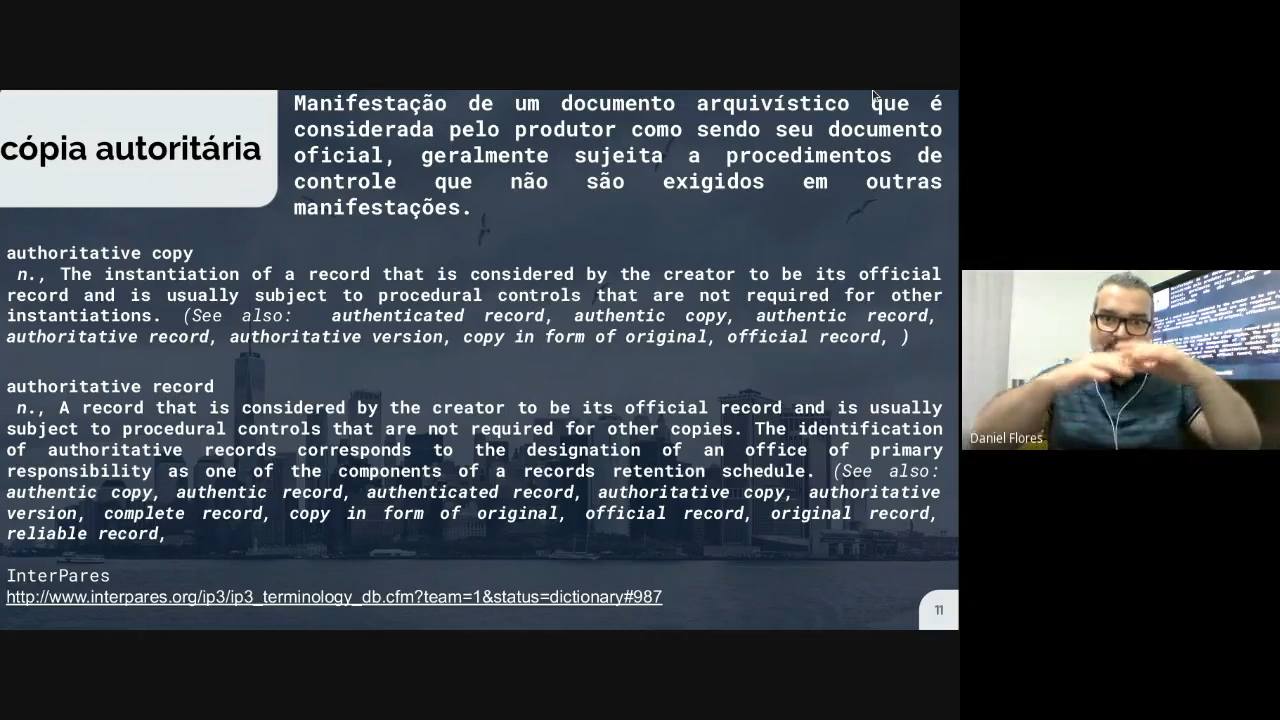 cópia autoritária
Manifestação de um documento arquivístico que é
considerada pelo produtor como sendo seu documento
oficial, geralmente sujeita a procedimentos de
controle que não são exigidos em outras
manifestações.
authoritative copy
n., The instantiation of a record that is considered by the creator to be its official
record and is usually subject to procedural controls that are not required for other
instantiations. (See also: authenticated record, authentic copy, authentic record,
authoritative record, authoritative version, copy in form of original, official record, )
authoritative record
n., A record that is considered by the creator to be its official record and is usually
subject to procedural controls that are not required for other copies. The identification
of authoritative records corresponds to the designation of an office of primary
responsibility as one of the components of a records retention schedule. (See also:
authentic copy, authentic record, authenticated record, authoritative copy, authoritative
version, complete record, copy in form of original, official record, original record,
reliable record,
InterPares
http://www.interpares.org/ip3/ip3_terminology_db.cfm?team=1&status=dictionary#987
11
Daniel Flores